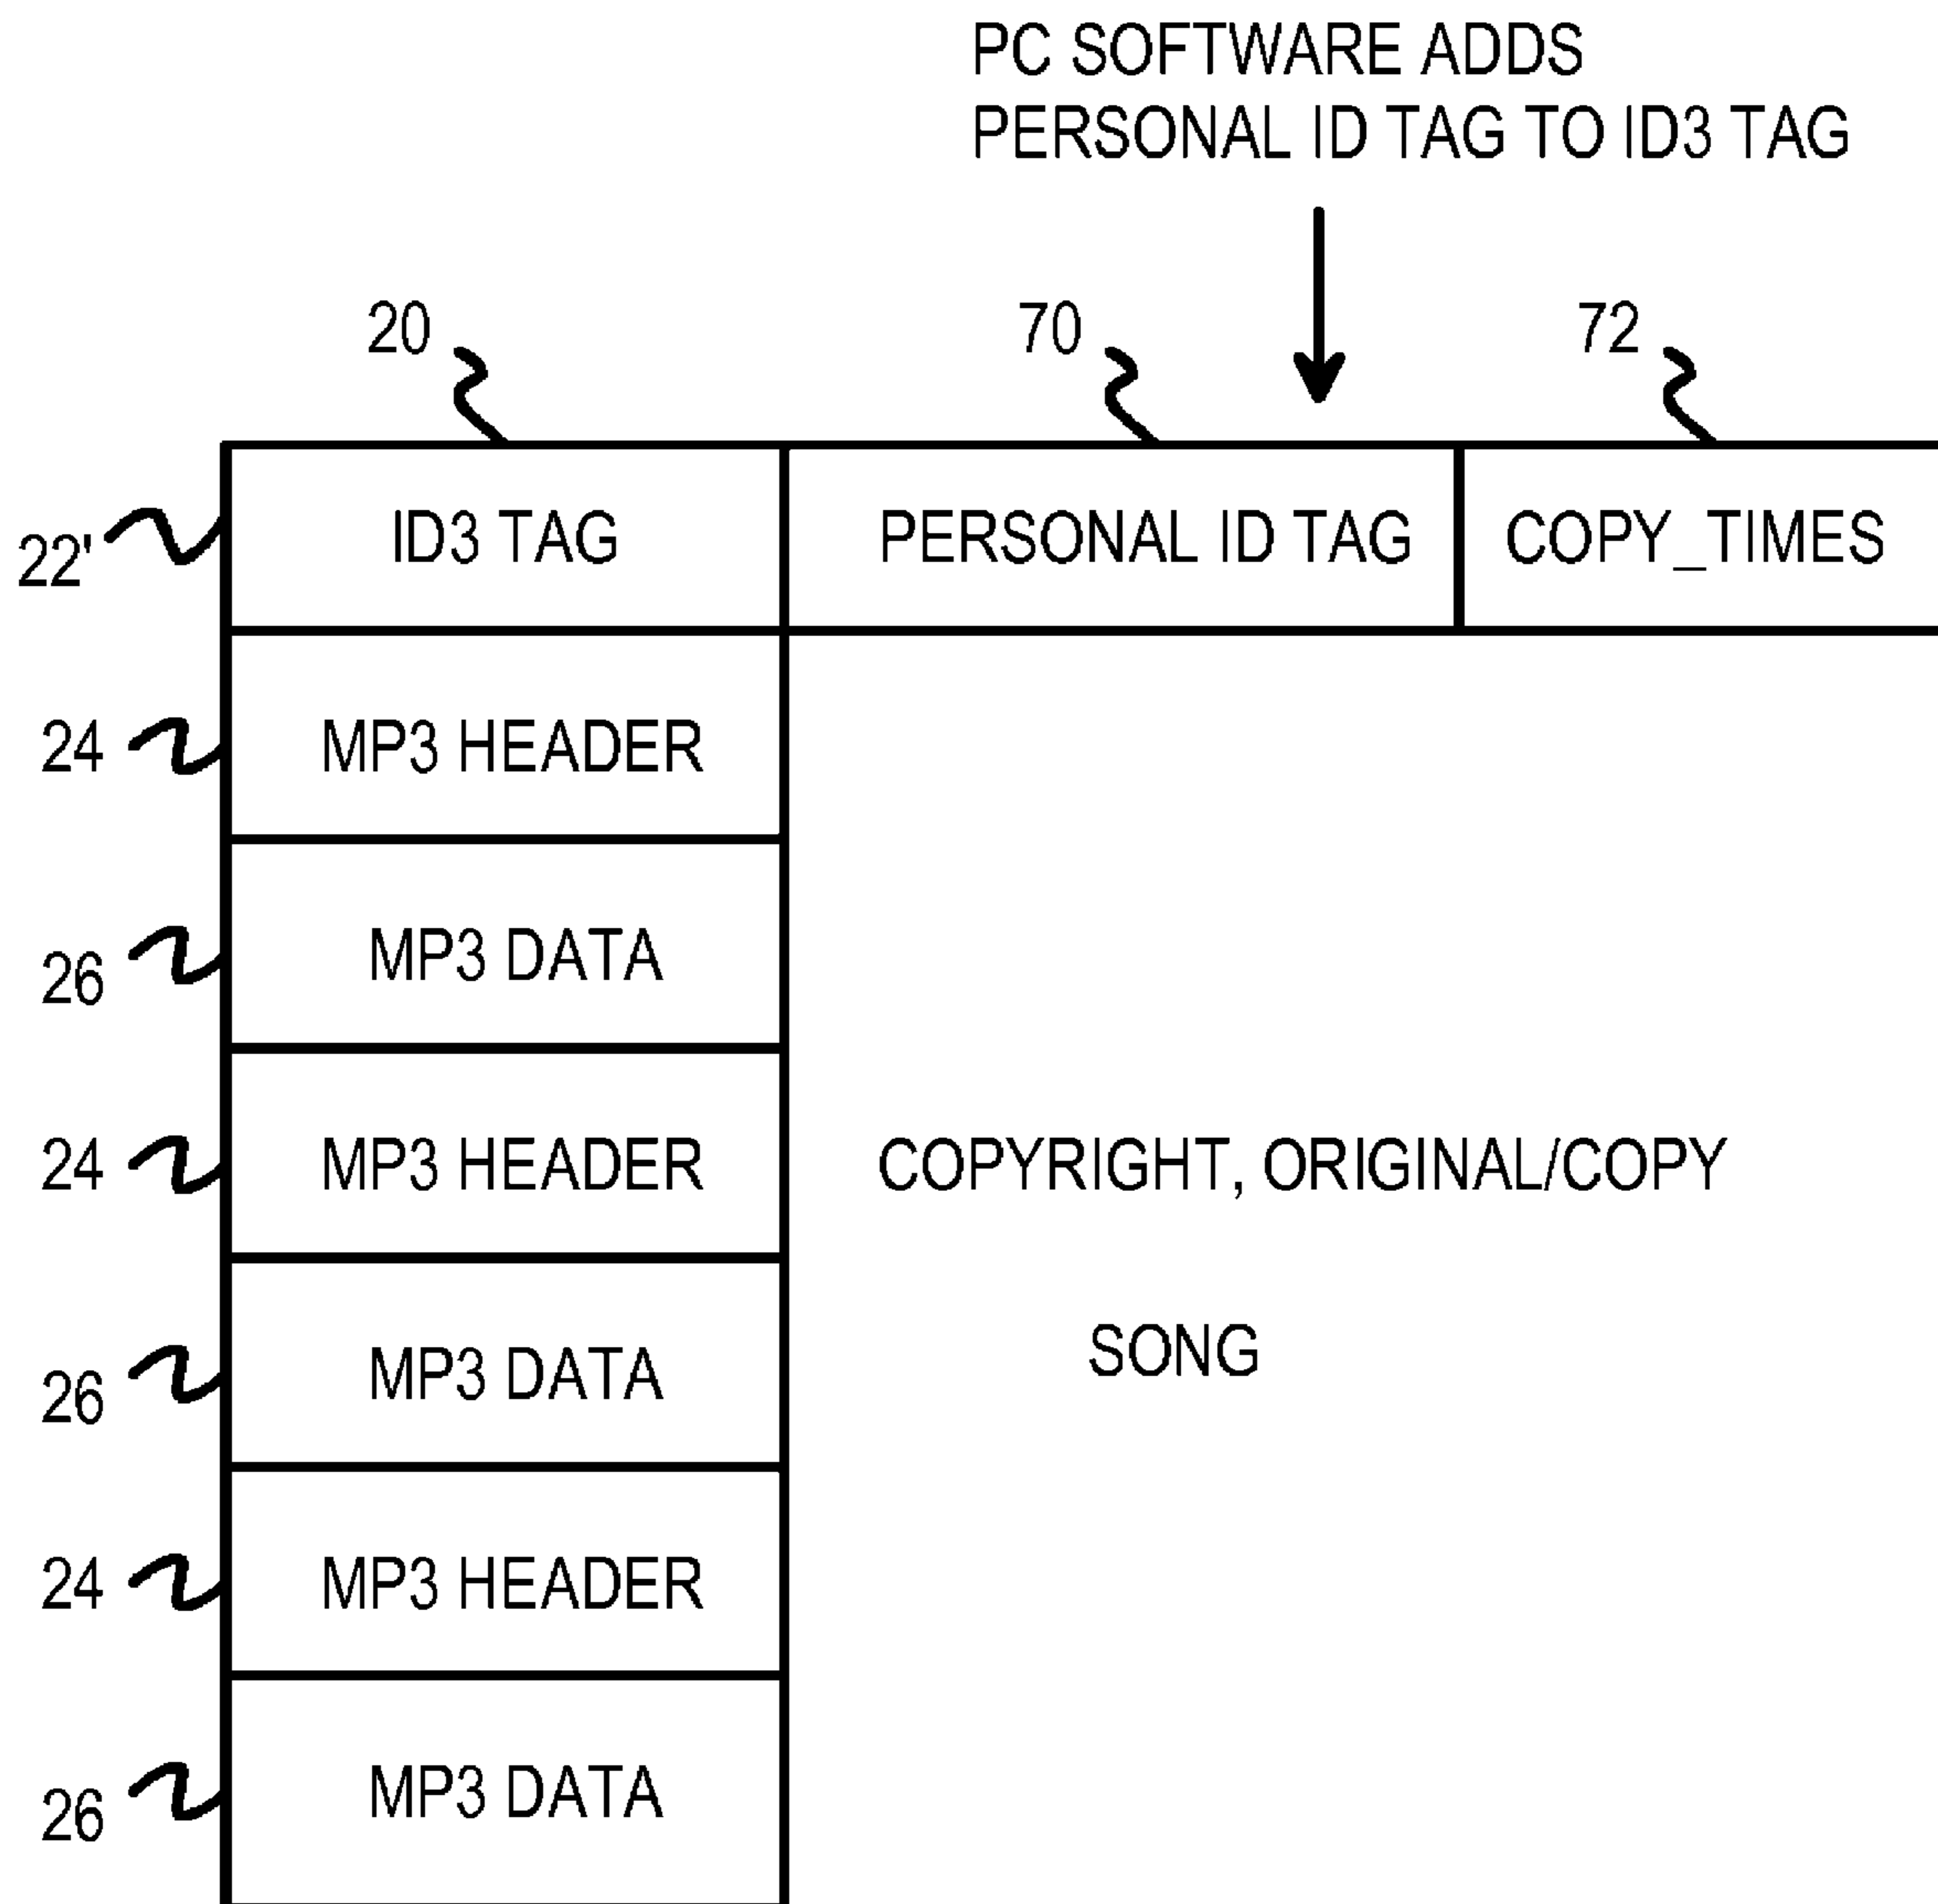 PC SOFTWARE ADDS
PERSONAL ID TAG TO ID3 TAG
20 70 72
22' ID3 TAG PERSONAL ID TAG COPY_TIMES
24 MP3 HEADER
26 MP3 DATA
24 MP3 HEADER COPYRIGHT, ORIGINAL/COPY
26 MP3 DATA SONG
24 MP3 HEADER
26 MP3 DATA